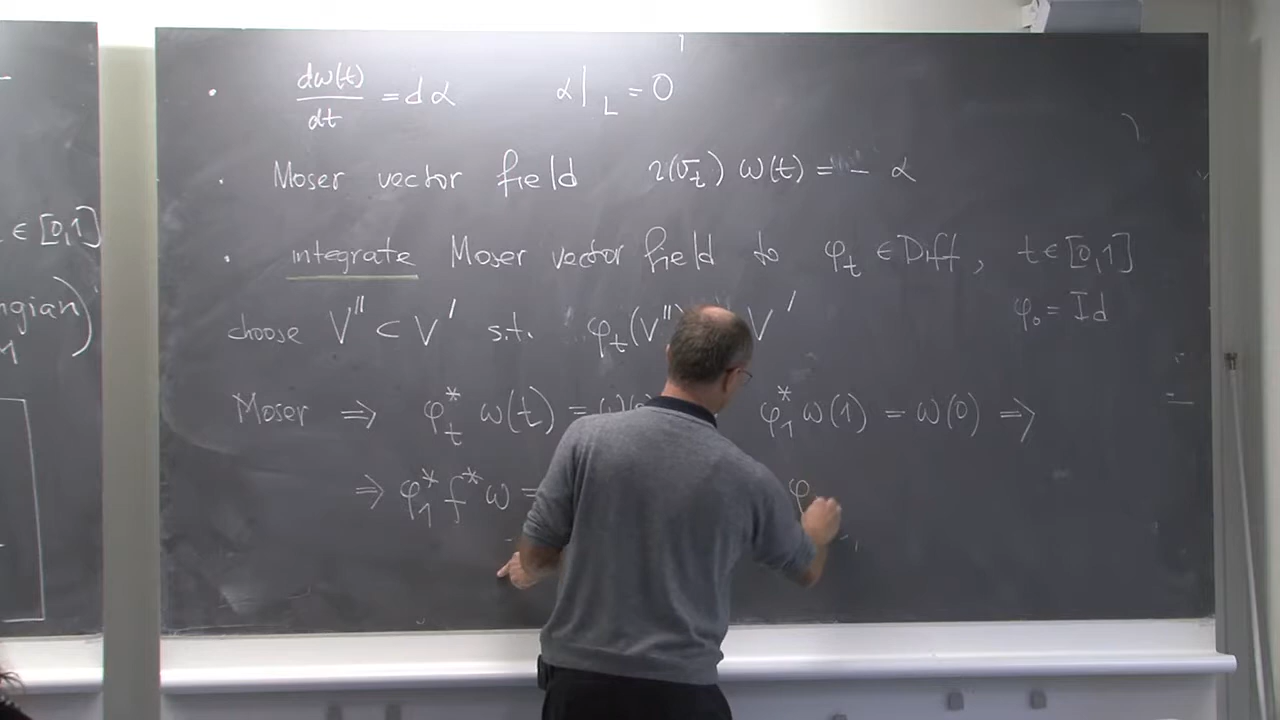 ∈ [0,1]
ngian)
• dω(t)/dt = dα α|_L = 0
• Moser vector field ι(v_t) ω(t) = − α
• integrate Moser vector field to φ_t ∈ Diff, t ∈ [0,1]
φ_0 = Id
choose V'' ⊂ V' s.t. φ_t(V'') V'
Moser ⇒ φ_t^* ω(t) = φ_1^* ω(1) = ω(0) ⇒
⇒ φ_1^* f^* ω = φ